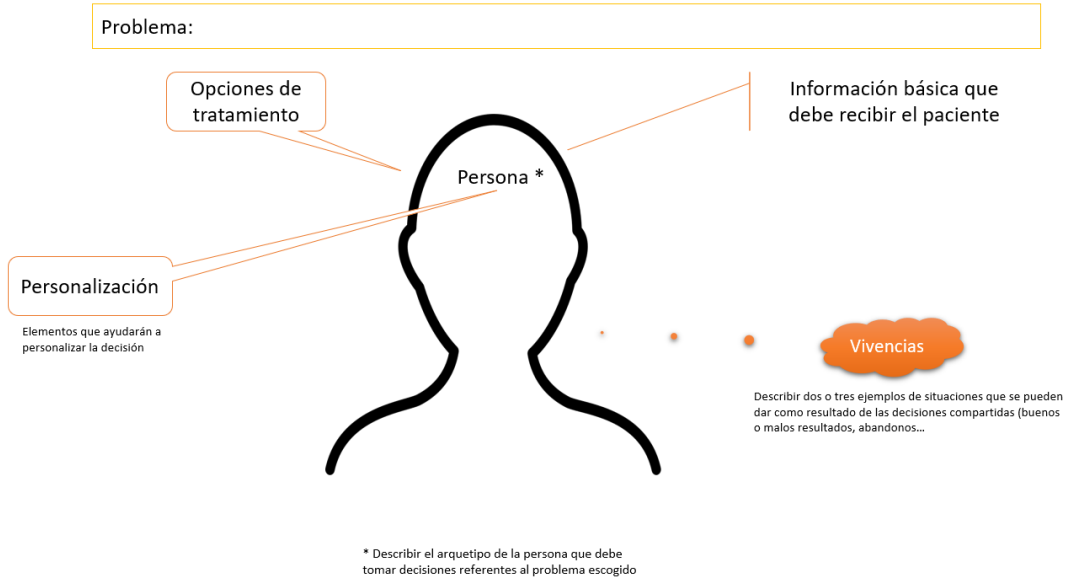 Problema:
Opciones de
tratamiento
Información básica que
debe recibir el paciente
Persona *
Personalización
Elementos que ayudarán a
personalizar la decisión
Vivencias
Describir dos o tres ejemplos de situaciones que se pueden
dar como resultado de las decisiones compartidas (buenos
o malos resultados, abandonos…
* Describir el arquetipo de la persona que debe
tomar decisiones referentes al problema escogido